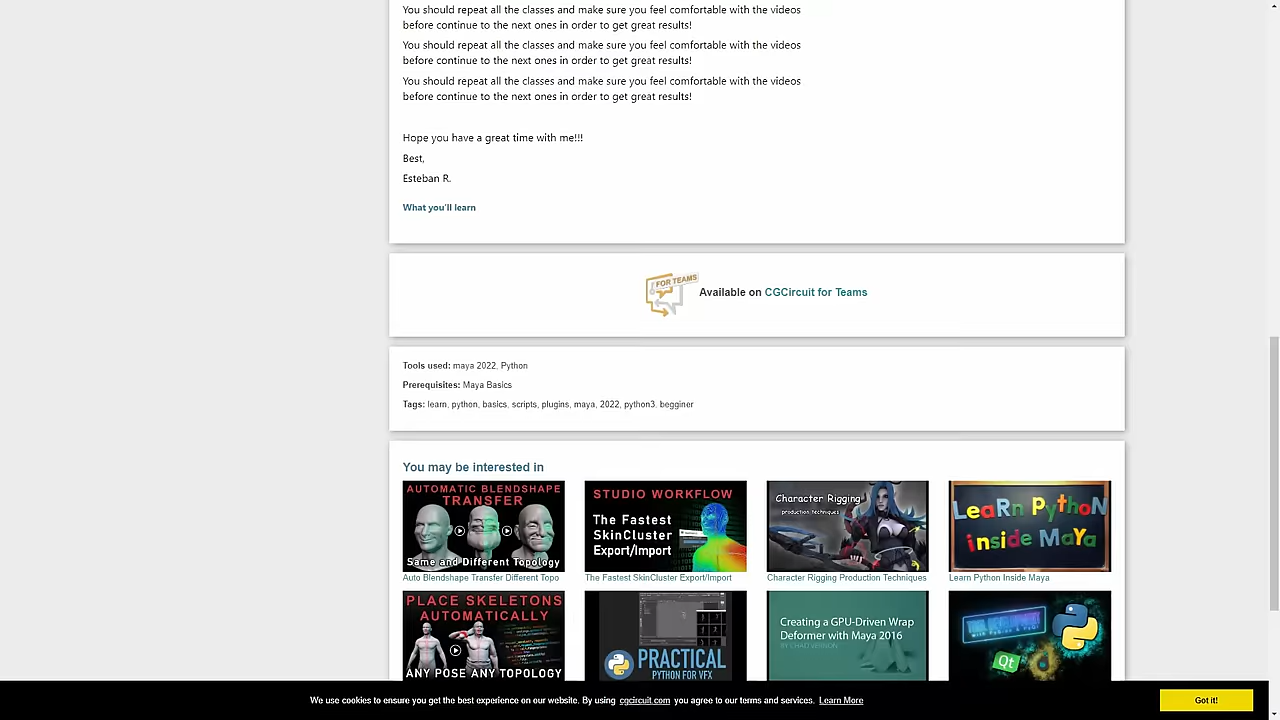 You should repeat all the classes and make sure you feel comfortable with the videos
before continue to the next ones in order to get great results!
You should repeat all the classes and make sure you feel comfortable with the videos
before continue to the next ones in order to get great results!
You should repeat all the classes and make sure you feel comfortable with the videos
before continue to the next ones in order to get great results!
Hope you have a great time with me!!!
Best,
Esteban R.
What you'll learn
FOR TEAMS
Available on CGCircuit for Teams
Tools used: maya 2022, Python
Prerequisites: Maya Basics
Tags: learn, python, basics, scripts, plugins, maya, 2022, python3, begginer
You may be interested in
AUTOMATIC BLENDSHAPE
TRANSFER
Same and Different Topology
Auto Blendshape Transfer Different Topo
STUDIO WORKFLOW
The Fastest
SkinCluster
Export/Import
The Fastest SkinCluster Export/Import
Character Rigging
production techniques
Character Rigging Production Techniques
LeaRn PythoN
inside MaYa
Learn Python Inside Maya
PLACE SKELETONS
AUTOMATICALLY
ANY POSE ANY TOPOLOGY
PRACTICAL
PYTHON FOR VFX
Creating a GPU-Driven Wrap
Deformer with Maya 2016
BY CHAD VERNON
Qt
We use cookies to ensure you get the best experience on our website. By using cgcircuit.com you agree to our terms and services. Learn More
Got it!